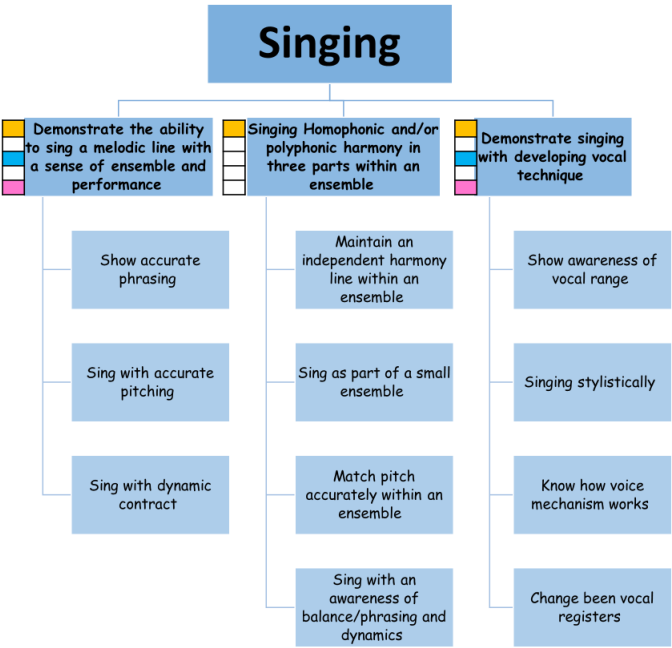 Singing
Demonstrate the ability
to sing a melodic line with
a sense of ensemble and
performance
Show accurate
phrasing
Sing with accurate
pitching
Sing with dynamic
contract
Singing Homophonic and/or
polyphonic harmony in
three parts within an
ensemble
Maintain an
independent harmony
line within an
ensemble
Sing as part of a small
ensemble
Match pitch
accurately within an
ensemble
Sing with an
awareness of
balance/phrasing and
dynamics
Demonstrate singing
with developing vocal
technique
Show awareness of
vocal range
Singing stylistically
Know how voice
mechanism works
Change been vocal
registers